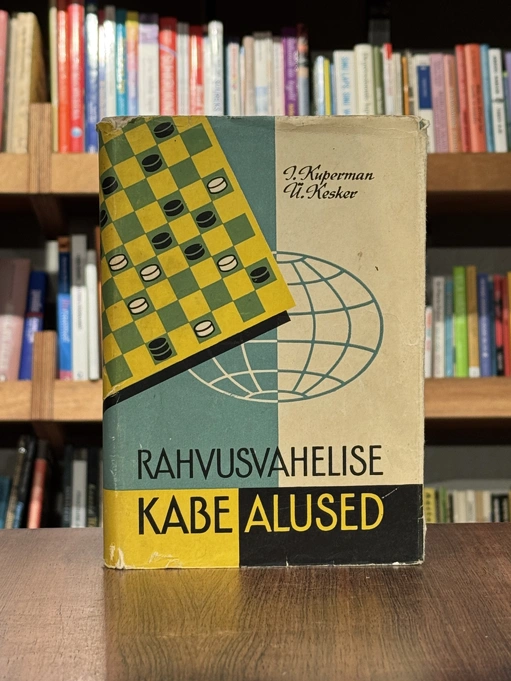 I. Kuperman
Ü. Kesker
RAHVUSVAHELISE
KABE ALUSED